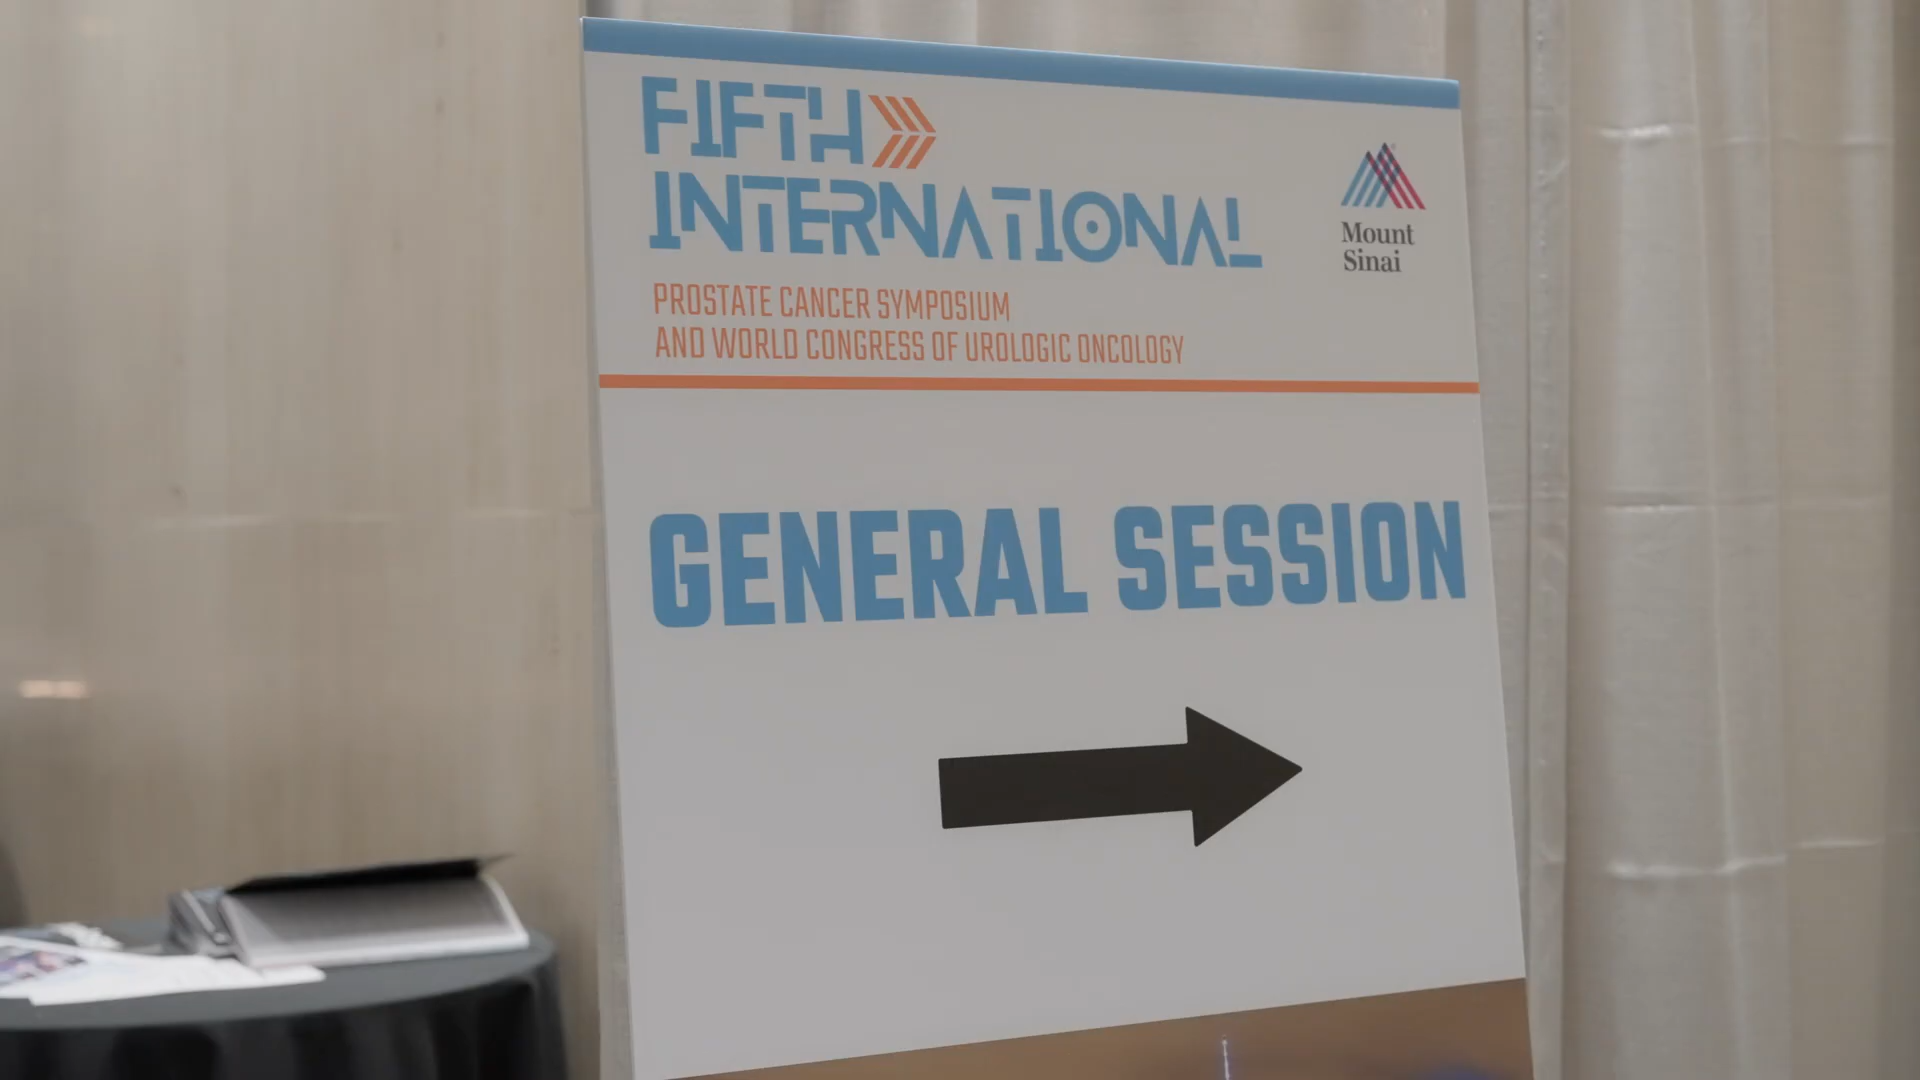 FIFTH
INTERNATIONAL
PROSTATE CANCER SYMPOSIUM
AND WORLD CONGRESS OF UROLOGIC ONCOLOGY
Mount
Sinai
GENERAL SESSION